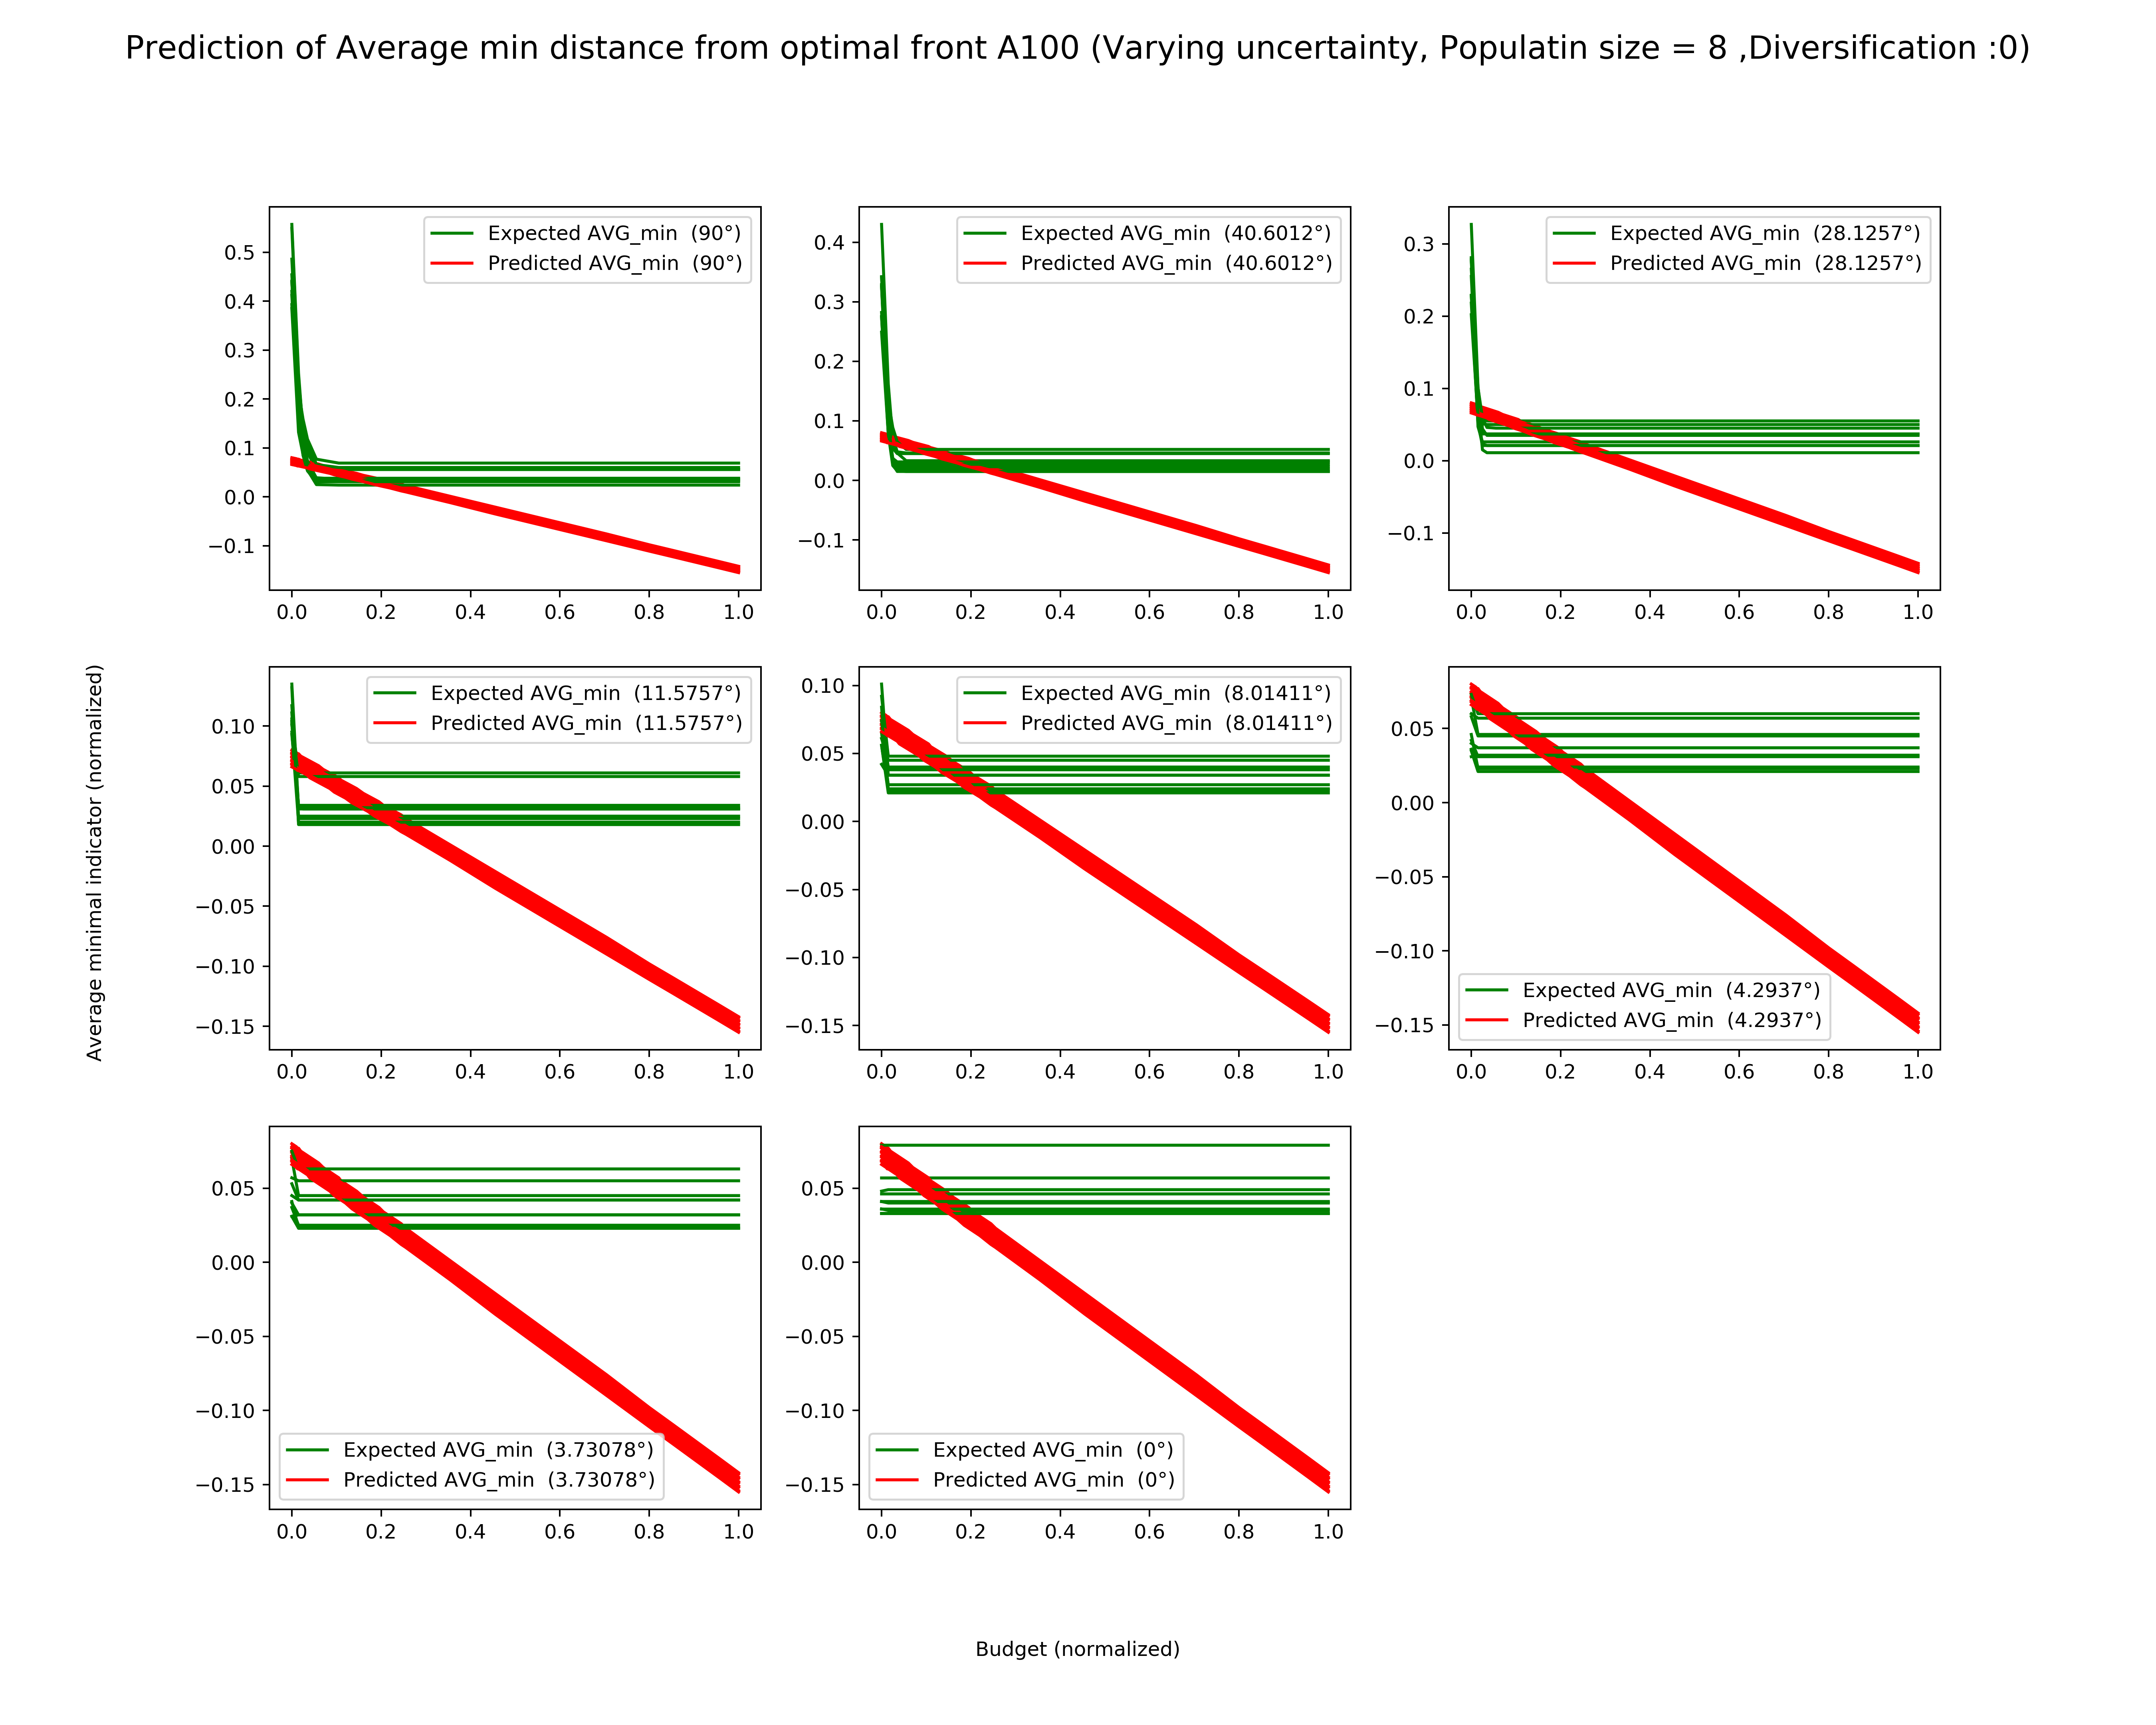 Prediction of Average min distance from optimal front A100 (Varying uncertainty, Populatin size = 8 ,Diversification :0)
Expected AVG_min (90°)
Predicted AVG_min (90°)
0.5
0.4
0.3
0.2
0.1
0.0
−0.1
0.0 0.2 0.4 0.6 0.8 1.0
Expected AVG_min (40.6012°)
Predicted AVG_min (40.6012°)
0.4
0.3
0.2
0.1
0.0
−0.1
0.0 0.2 0.4 0.6 0.8 1.0
Expected AVG_min (28.1257°)
Predicted AVG_min (28.1257°)
0.3
0.2
0.1
0.0
−0.1
0.0 0.2 0.4 0.6 0.8 1.0
Average minimal indicator (normalized)
Expected AVG_min (11.5757°)
Predicted AVG_min (11.5757°)
0.10
0.05
0.00
−0.05
−0.10
−0.15
0.0 0.2 0.4 0.6 0.8 1.0
Expected AVG_min (8.01411°)
Predicted AVG_min (8.01411°)
0.10
0.05
0.00
−0.05
−0.10
−0.15
0.0 0.2 0.4 0.6 0.8 1.0
0.05
0.00
−0.05
−0.10
−0.15
Expected AVG_min (4.2937°)
Predicted AVG_min (4.2937°)
0.0 0.2 0.4 0.6 0.8 1.0
0.05
0.00
−0.05
−0.10
−0.15
Expected AVG_min (3.73078°)
Predicted AVG_min (3.73078°)
0.0 0.2 0.4 0.6 0.8 1.0
0.05
0.00
−0.05
−0.10
−0.15
Expected AVG_min (0°)
Predicted AVG_min (0°)
0.0 0.2 0.4 0.6 0.8 1.0
Budget (normalized)